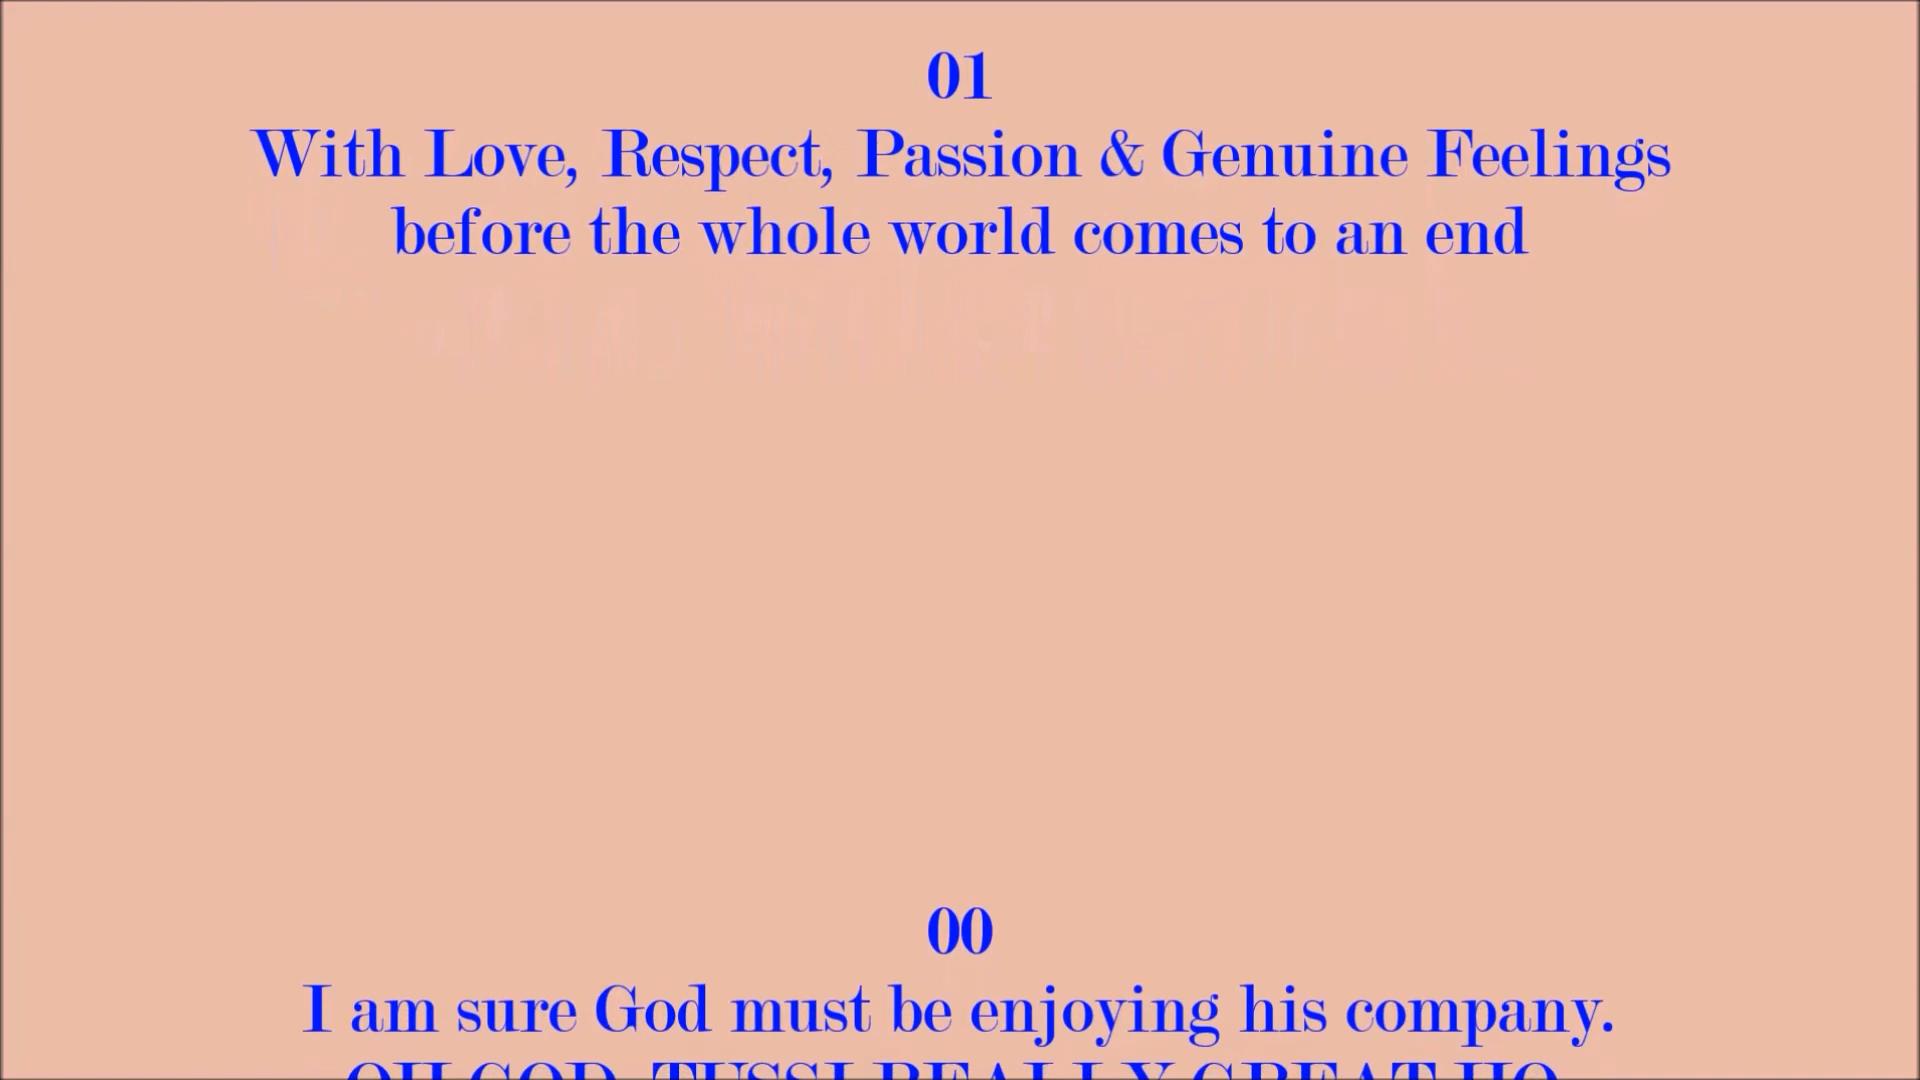 01
With Love, Respect, Passion & Genuine Feelings
before the whole world comes to an end
00
I am sure God must be enjoying his company.
OH GOD, TUSSI REALLY GREAT HO